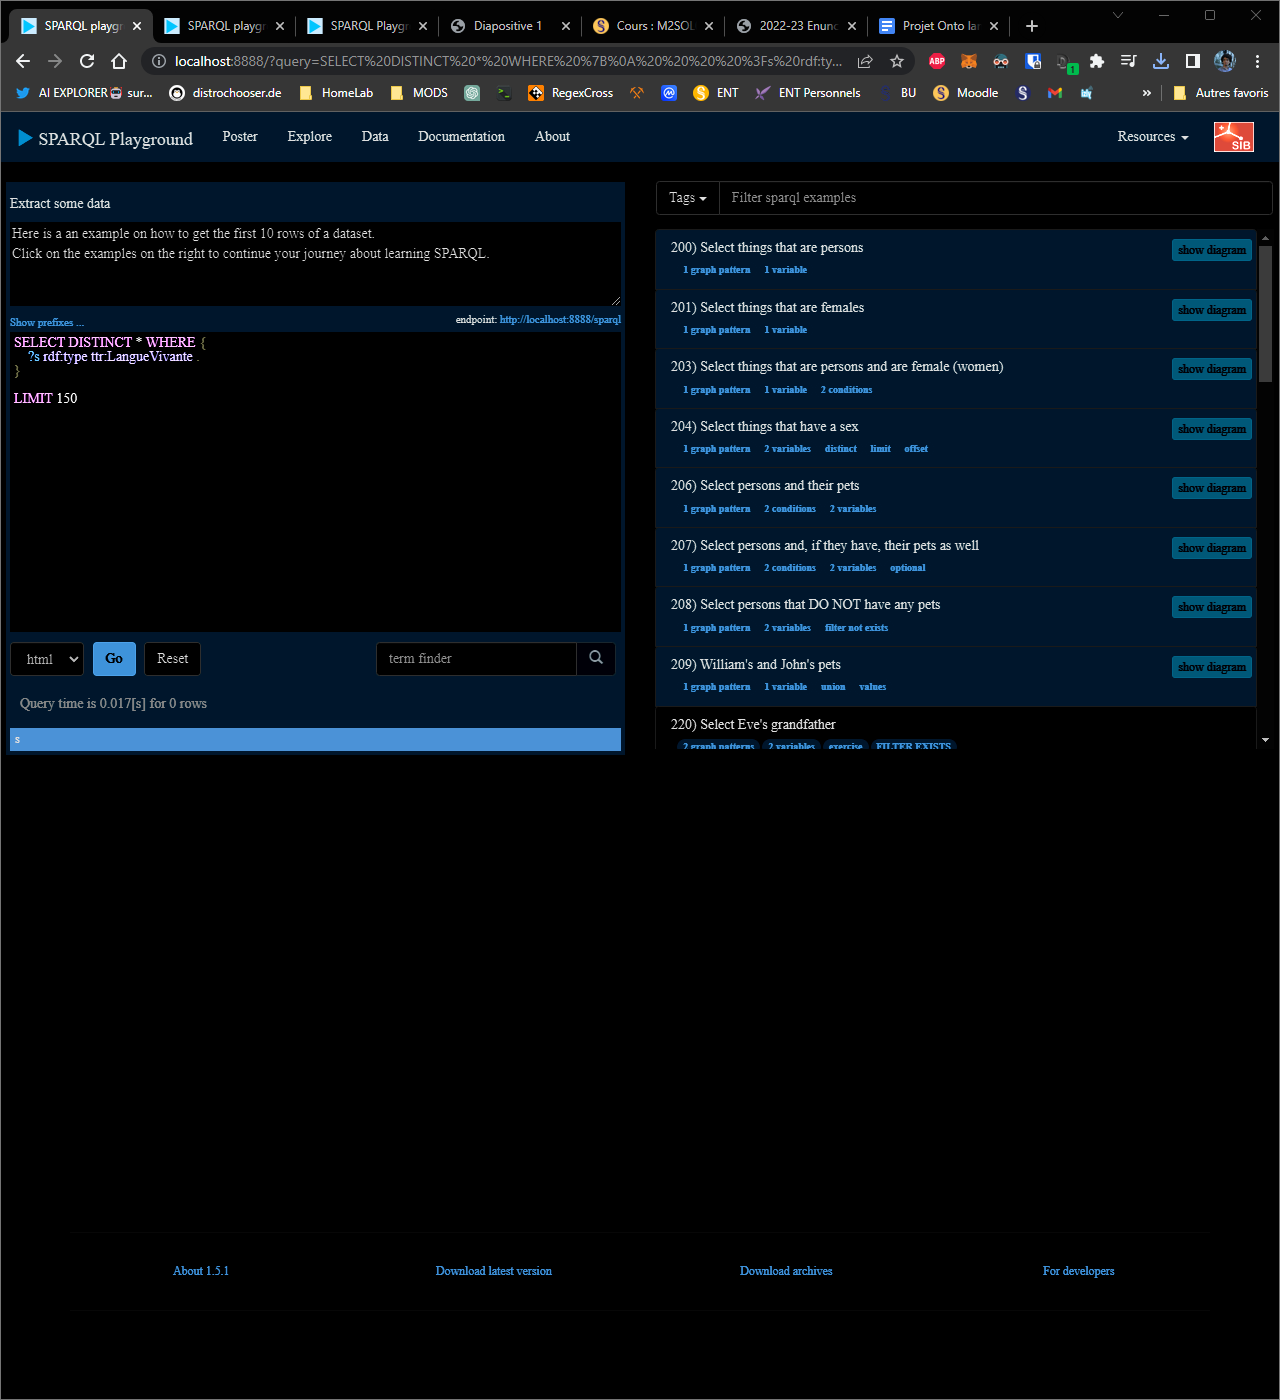 SPARQL playgr
SPARQL playgr
SPARQL Playgr
Diapositive 1
Cours : M2SOL
2022-23 Enunc
Projet Onto lar
localhost:8888/?query=SELECT%20DISTINCT%20*%20WHERE%20%7B%0A%20%20%20%20%3Fs%20rdf:ty...
ABP
1
AI EXPLORER
sur...
distrochooser.de
HomeLab
MODS
RegexCross
ENT
ENT Personnels
BU
Moodle
»
Autres favoris
SPARQL Playground
Poster
Explore
Data
Documentation
About
Resources
SIB
Extract some data
Here is a an example on how to get the first 10 rows of a dataset.
Click on the examples on the right to continue your journey about learning SPARQL.
Show prefixes ...
endpoint: http://localhost:8888/sparql
SELECT DISTINCT * WHERE {
?s rdf:type ttr:LangueVivante .
}
LIMIT 150
html
Go
Reset
term finder
Query time is 0.017[s] for 0 rows
s
Tags
Filter sparql examples
200) Select things that are persons
show diagram
1 graph pattern 1 variable
201) Select things that are females
show diagram
1 graph pattern 1 variable
203) Select things that are persons and are female (women)
show diagram
1 graph pattern 1 variable 2 conditions
204) Select things that have a sex
show diagram
1 graph pattern 2 variables distinct limit offset
206) Select persons and their pets
show diagram
1 graph pattern 2 conditions 2 variables
207) Select persons and, if they have, their pets as well
show diagram
1 graph pattern 2 conditions 2 variables optional
208) Select persons that DO NOT have any pets
show diagram
1 graph pattern 2 variables filter not exists
209) William's and John's pets
show diagram
1 graph pattern 1 variable union values
220) Select Eve's grandfather
2 graph patterns 2 variables exercise FILTER EXISTS
About 1.5.1
Download latest version
Download archives
For developers